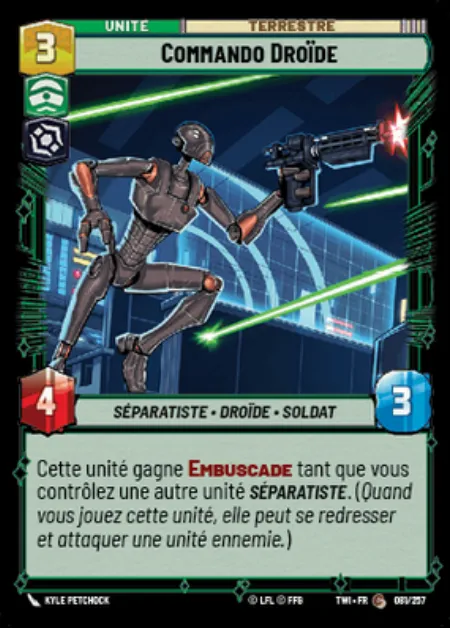 3
UNITÉ
TERRESTRE
COMMANDO DROÏDE
4
SÉPARATISTE • DROÏDE • SOLDAT
3
Cette unité gagne EMBUSCADE tant que vous
contrôlez une autre unité SÉPARATISTE. (Quand
vous jouez cette unité, elle peut se redresser
et attaquer une unité ennemie.)
KYLE PETCHOCK
© LFL © FFG
TWI • FR C 081/257